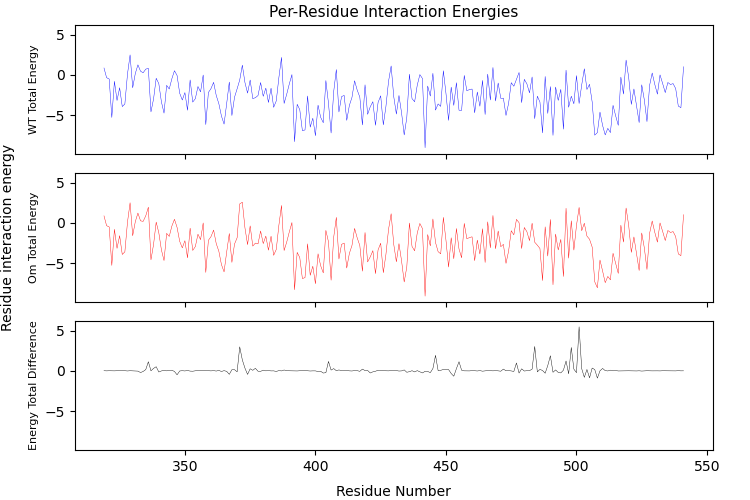 Per-Residue Interaction Energies
Residue interaction energy
WT Total Energy
5
0
−5
Om Total Energy
5
0
−5
Energy Total Difference
5
0
−5
350 400 450 500 550
Residue Number